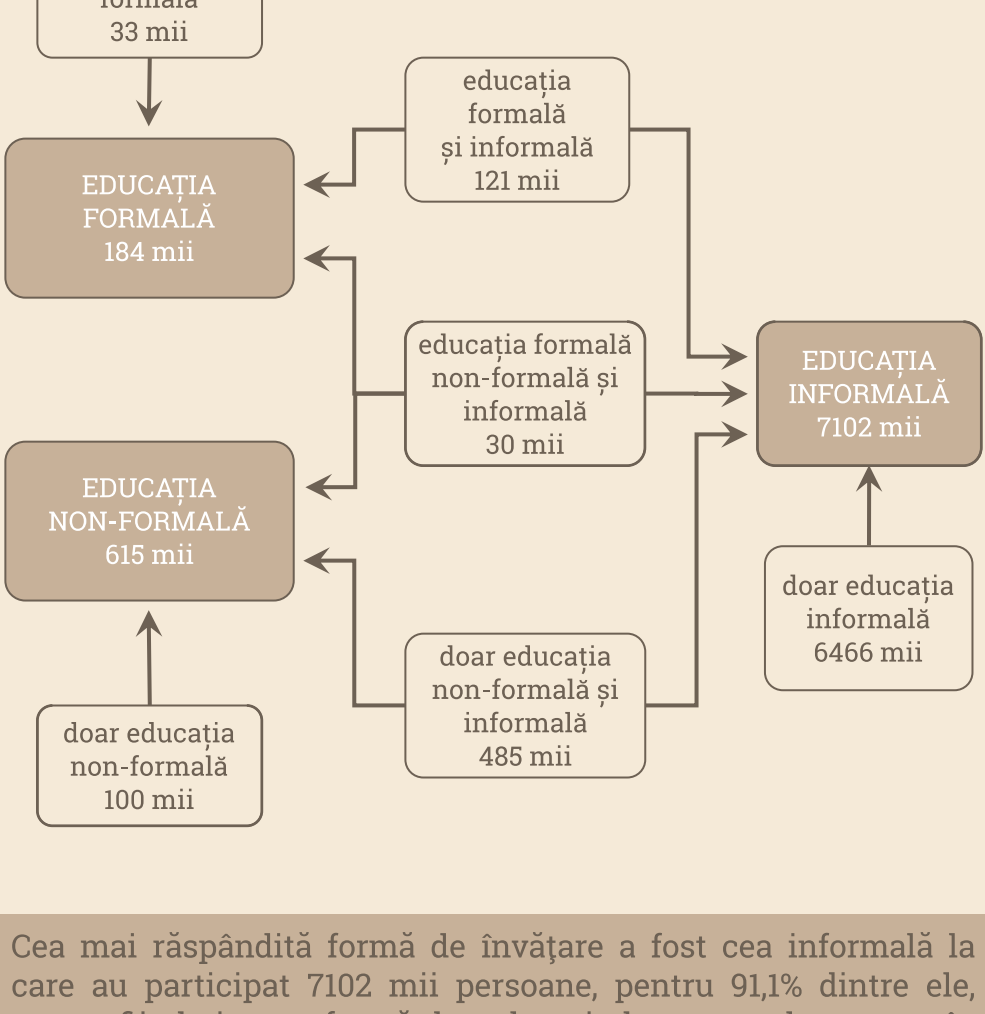 formală
33 mii
educația
formală
și informală
121 mii
EDUCAȚIA
FORMALĂ
184 mii
educația formală
non-formală și
informală
30 mii
EDUCAȚIA
INFORMALĂ
7102 mii
EDUCAȚIA
NON-FORMALĂ
615 mii
doar educația
informală
6466 mii
doar educația
non-formală și
informală
485 mii
doar educația
non-formală
100 mii
Cea mai răspândită formă de învăţare a fost cea informală la
care au participat 7102 mii persoane, pentru 91,1% dintre ele,